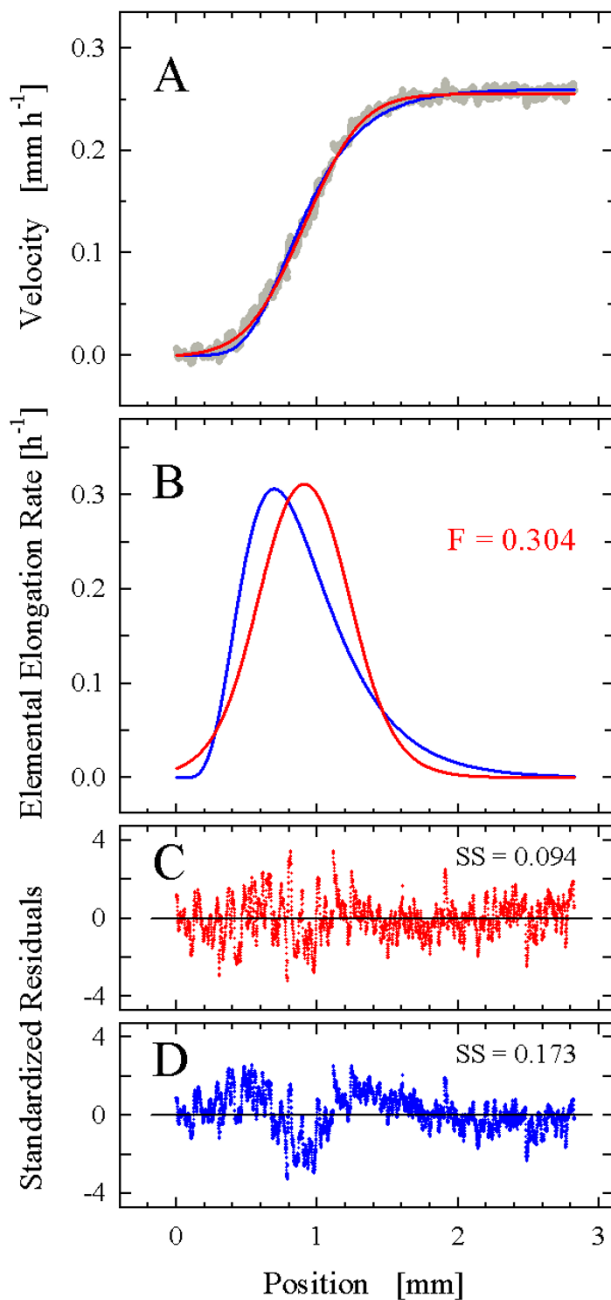 A
0.3
0.2
0.1
0.0
Velocity [mm h⁻¹]
B
0.3
0.2
0.1
0.0
F = 0.304
Elemental Elongation Rate [h⁻¹]
C
SS = 0.094
4
0
-4
D
SS = 0.173
4
0
-4
Standardized Residuals
0 1 2 3
Position [mm]